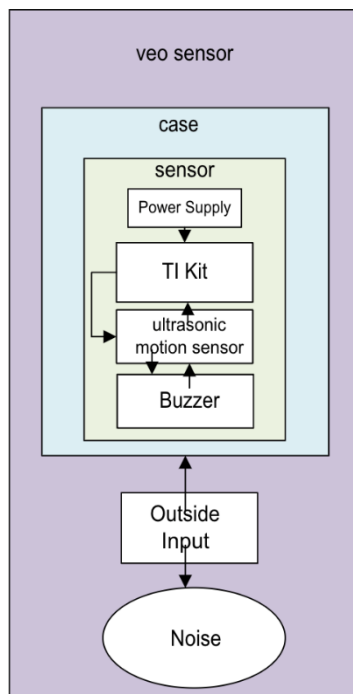 veo sensor
case
sensor
Power Supply
TI Kit
ultrasonic
motion sensor
Buzzer
Outside
Input
Noise